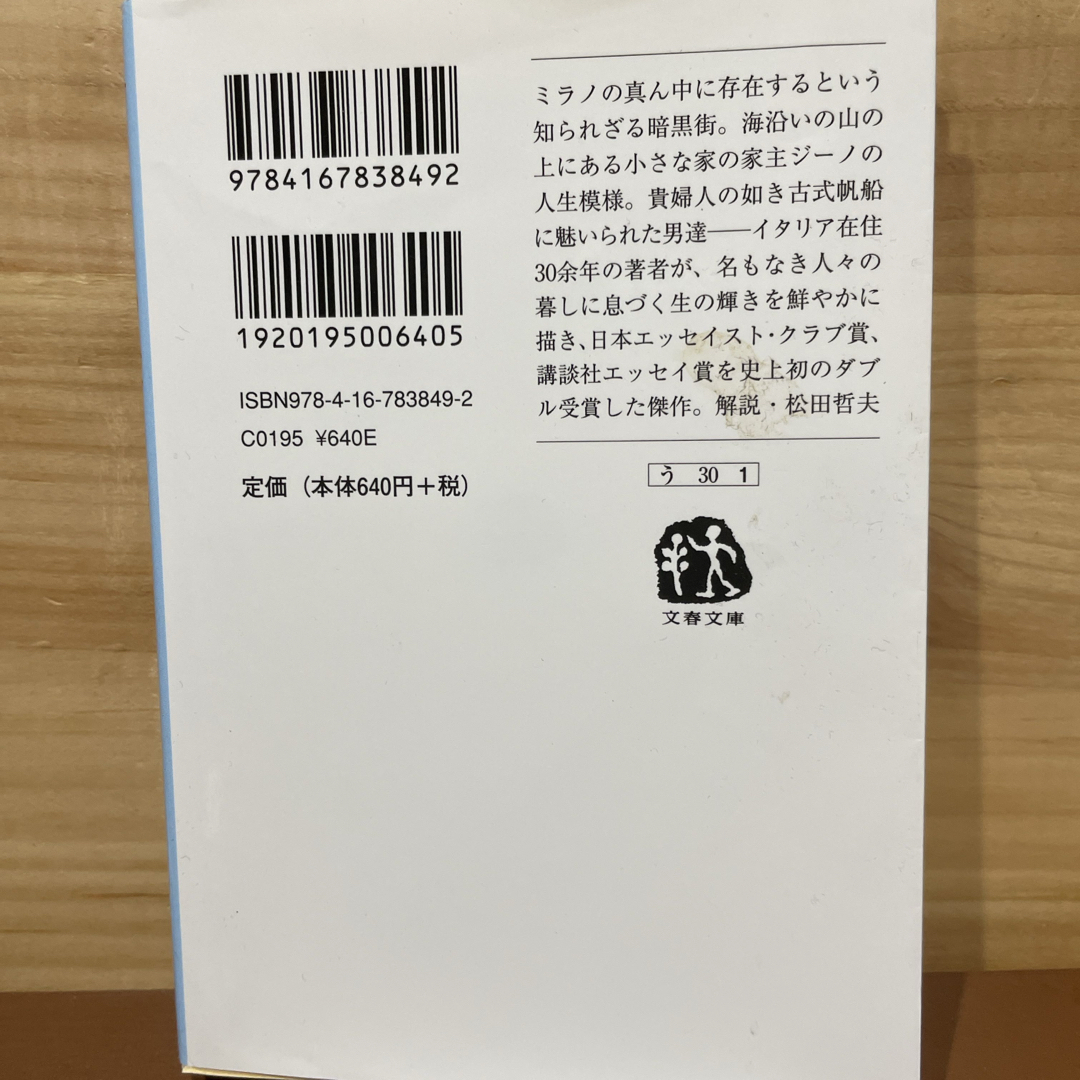 9784167838492
1920195006405
ISBN978-4-16-783849-2
C0195 ¥640E
定価（本体640円＋税）
ミラノの真ん中に存在するという
知られざる暗黒街。海沿いの山の
上にある小さな家の家主ジーノの
人生模様。貴婦人の如き古式帆船
に魅いられた男達――イタリア在住
30余年の著者が、名もなき人々の
暮しに息づく生の輝きを鮮やかに
描き、日本エッセイスト・クラブ賞、
講談社エッセイ賞を史上初のダブ
ル受賞した傑作。解説・松田哲夫
う 30 1
文春文庫